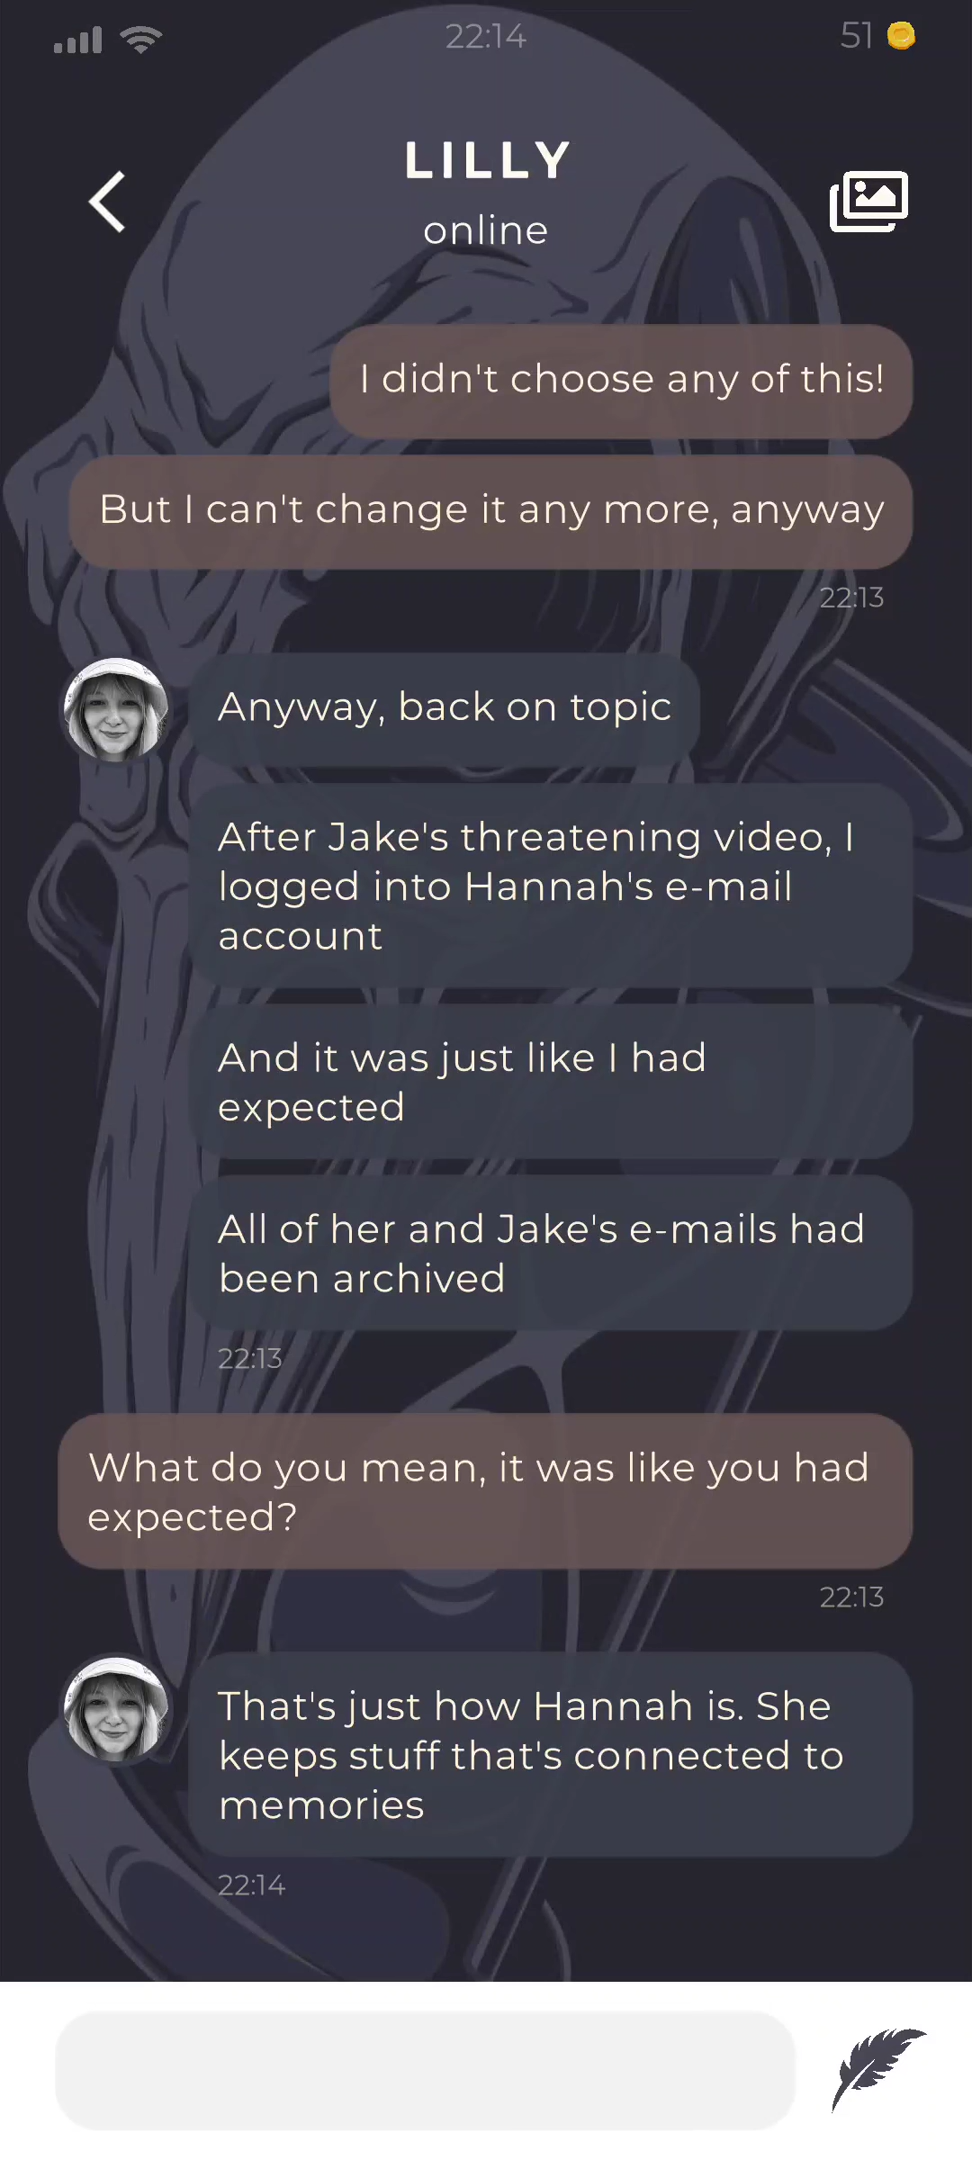 22:14
51
LILLY
online
I didn't choose any of this!
But I can't change it any more, anyway
22:13
Anyway, back on topic
After Jake's threatening video, I
logged into Hannah's e-mail
account
And it was just like I had
expected
All of her and Jake's e-mails had
been archived
22:13
What do you mean, it was like you had
expected?
22:13
That's just how Hannah is. She
keeps stuff that's connected to
memories
22:14